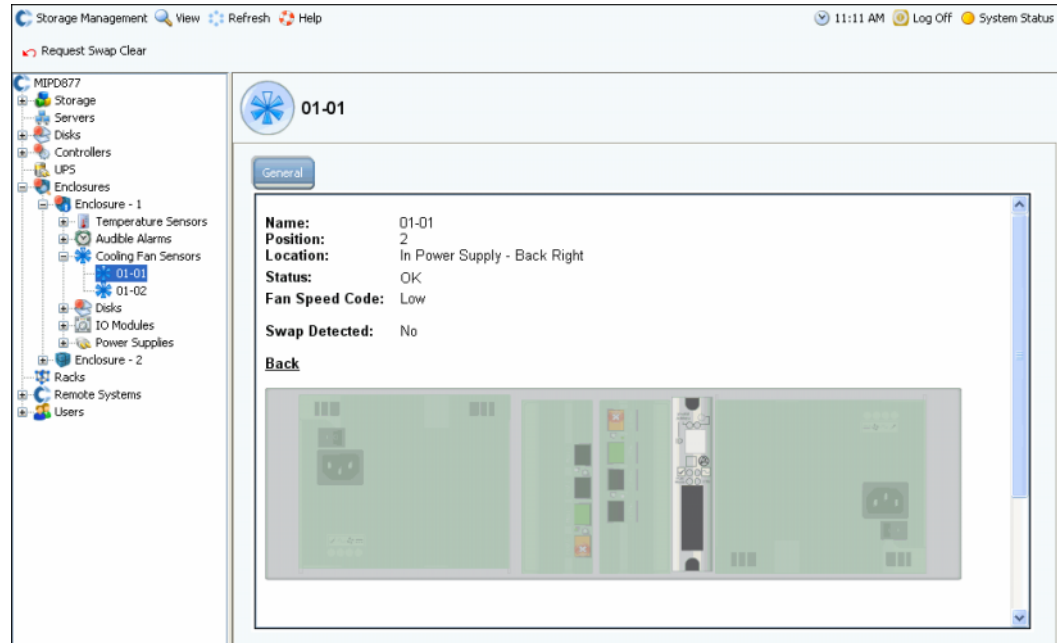 Storage Management View Refresh Help 11:11 AM Log Off System Status
Request Swap Clear
MIPD877
Storage
Servers
Disks
Controllers
UPS
Enclosures
Enclosure - 1
Temperature Sensors
Audible Alarms
Cooling Fan Sensors
01-01
01-02
Disks
IO Modules
Power Supplies
Enclosure - 2
Racks
Remote Systems
Users
01-01
General
Name: 01-01
Position: 2
Location: In Power Supply - Back Right
Status: OK
Fan Speed Code: Low
Swap Detected: No
Back